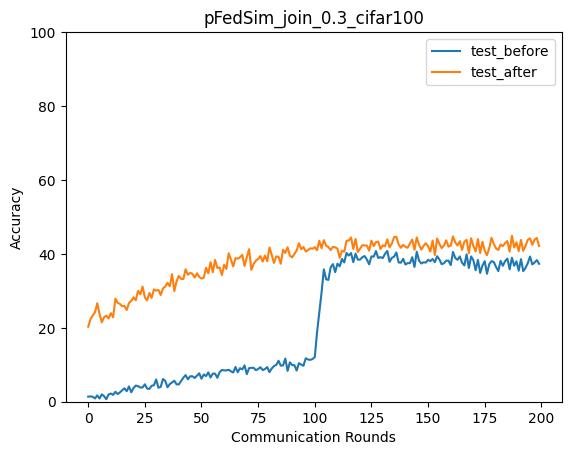 pFedSim_join_0.3_cifar100
test_before
test_after
Accuracy
100
80
60
40
20
0
0 25 50 75 100 125 150 175 200
Communication Rounds